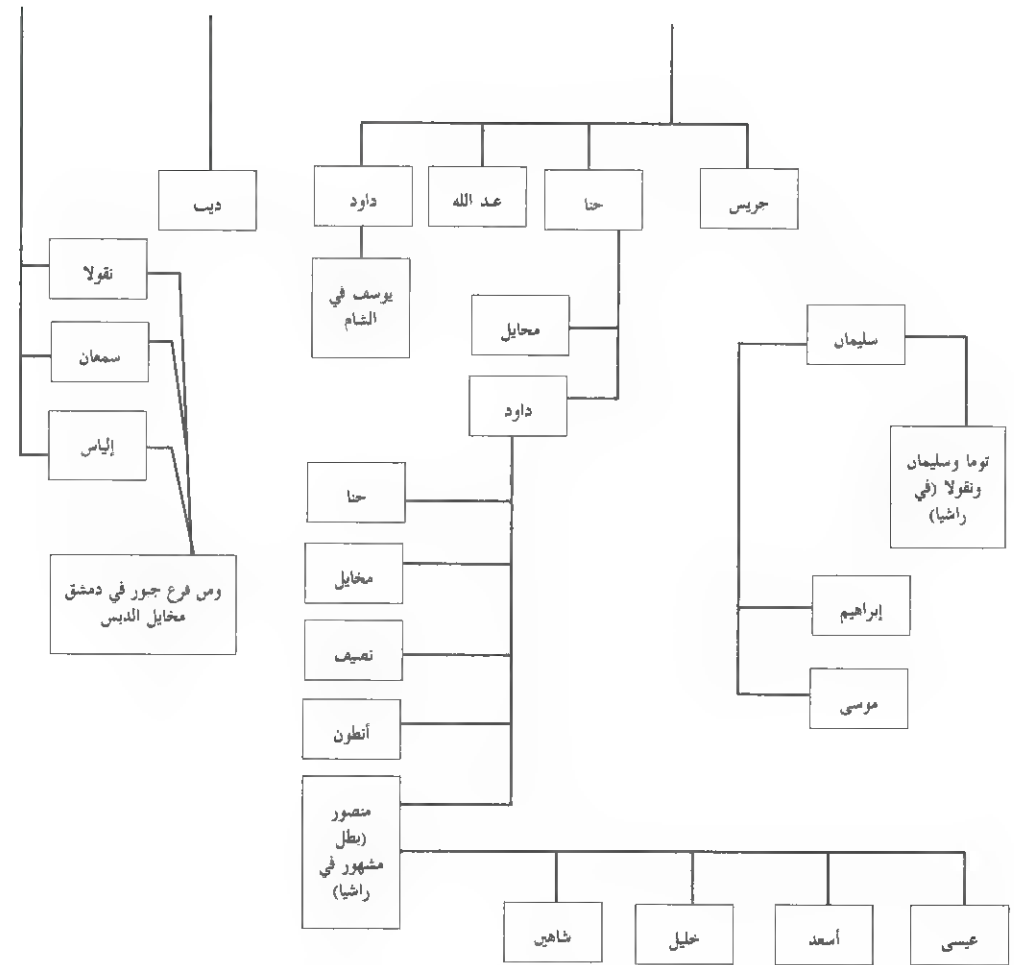 جريس
حنا
عبد الله
داود
ديب
يوسف في
الشام
نقولا
مخايل
سليمان
سمعان
داود
إلياس
توما وسليمان
ونقولا (في
راشيا)
حنا
مخايل
إبراهيم
ومن فرع جبور في دمشق
مخايل الدبس
نصيف
موسى
أنطون
منصور
(بطل
مشهور في
راشيا)
عيسى
أسعد
خليل
شاهين